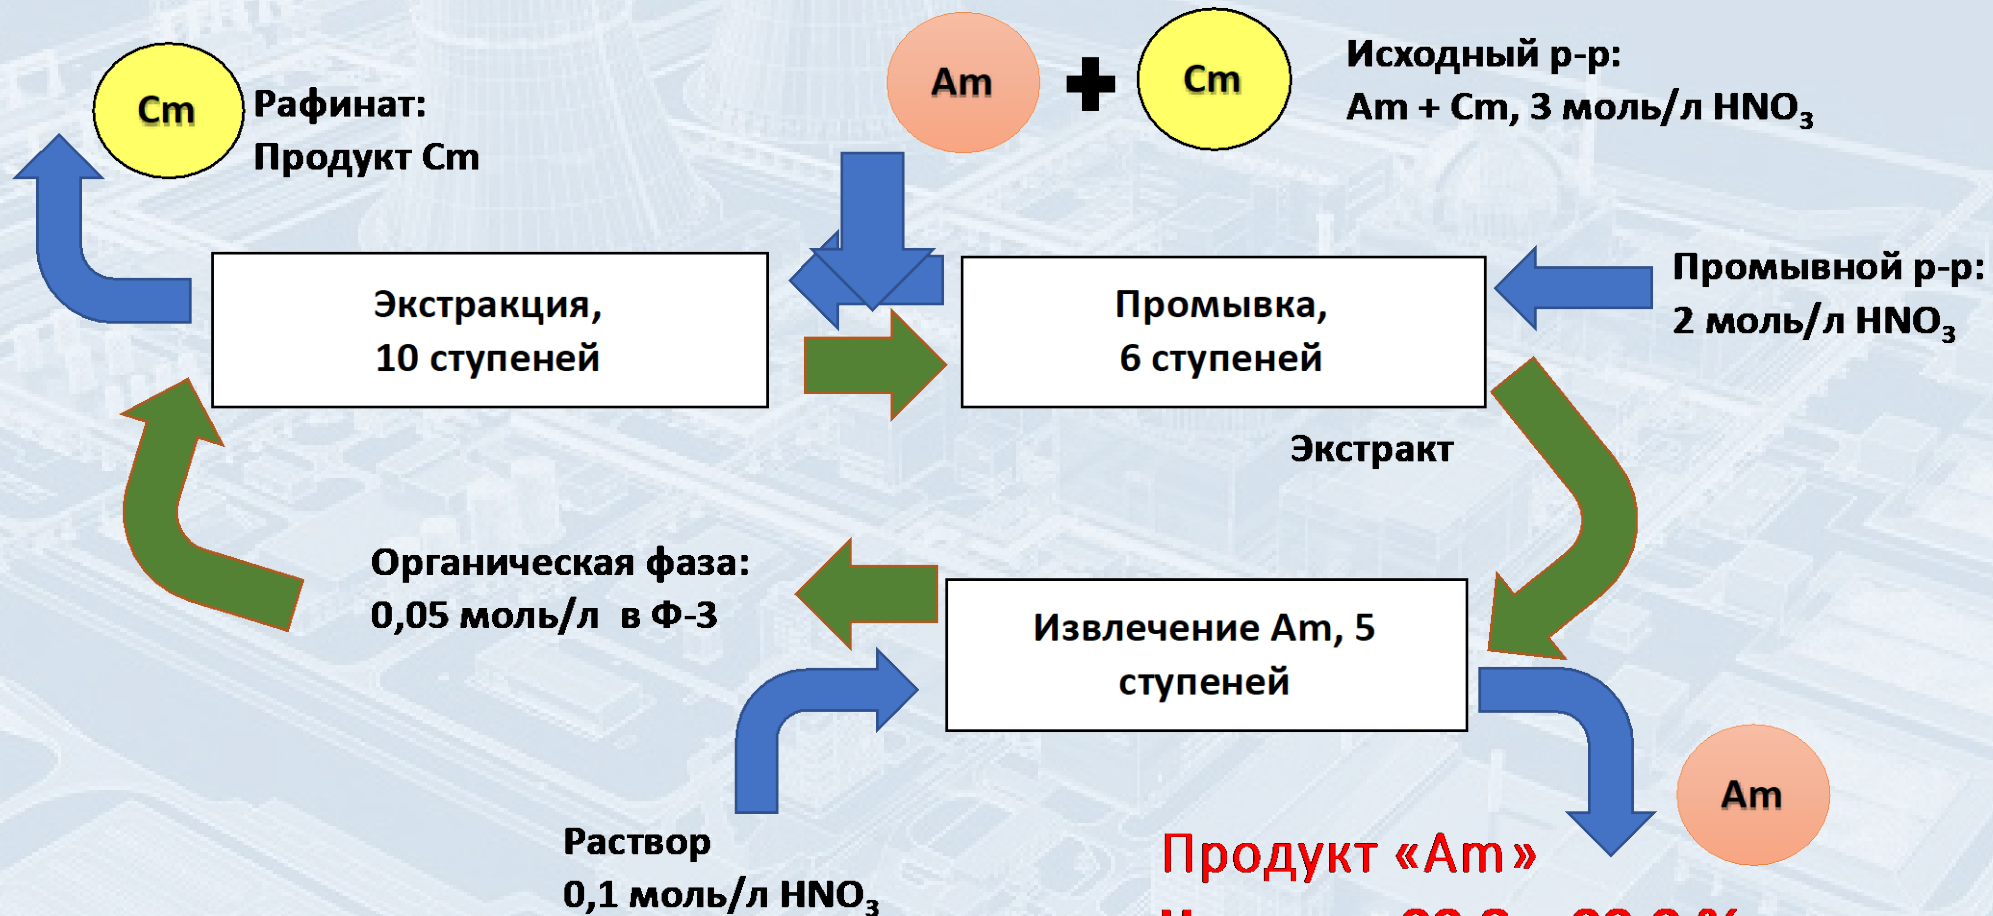 Cm
Рафинат:
Продукт Cm
Am
Cm
Исходный р-р:
Am + Cm, 3 моль/л HNO₃
Экстракция,
10 ступеней
Промывка,
6 ступеней
Промывной р-р:
2 моль/л HNO₃
Экстракт
Органическая фаза:
0,05 моль/л в Ф-3
Извлечение Am, 5
ступеней
Раствор
0,1 моль/л HNO₃
Am
Продукт «Am»